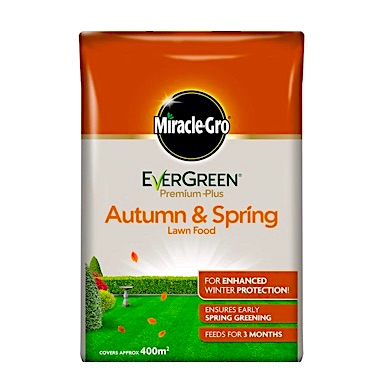 Miracle-Gro
EVERGREEN®
Premium-Plus
Autumn & Spring
Lawn Food
FOR ENHANCED
WINTER PROTECTION!
ENSURES EARLY
SPRING GREENING
FEEDS FOR 3 MONTHS
COVERS APPROX 400m²